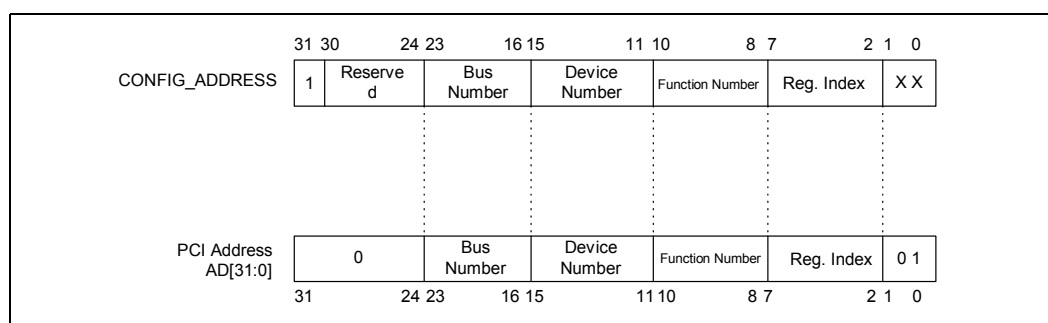 31 30 24 23 16 15 11 10 8 7 2 1 0
CONFIG_ADDRESS 1 Reserve
d Bus
Number Device
Number Function Number Reg. Index X X
PCI Address
AD[31:0] 0 Bus
Number Device
Number Function Number Reg. Index 0 1
31 24 23 16 15 11 10 8 7 2 1 0